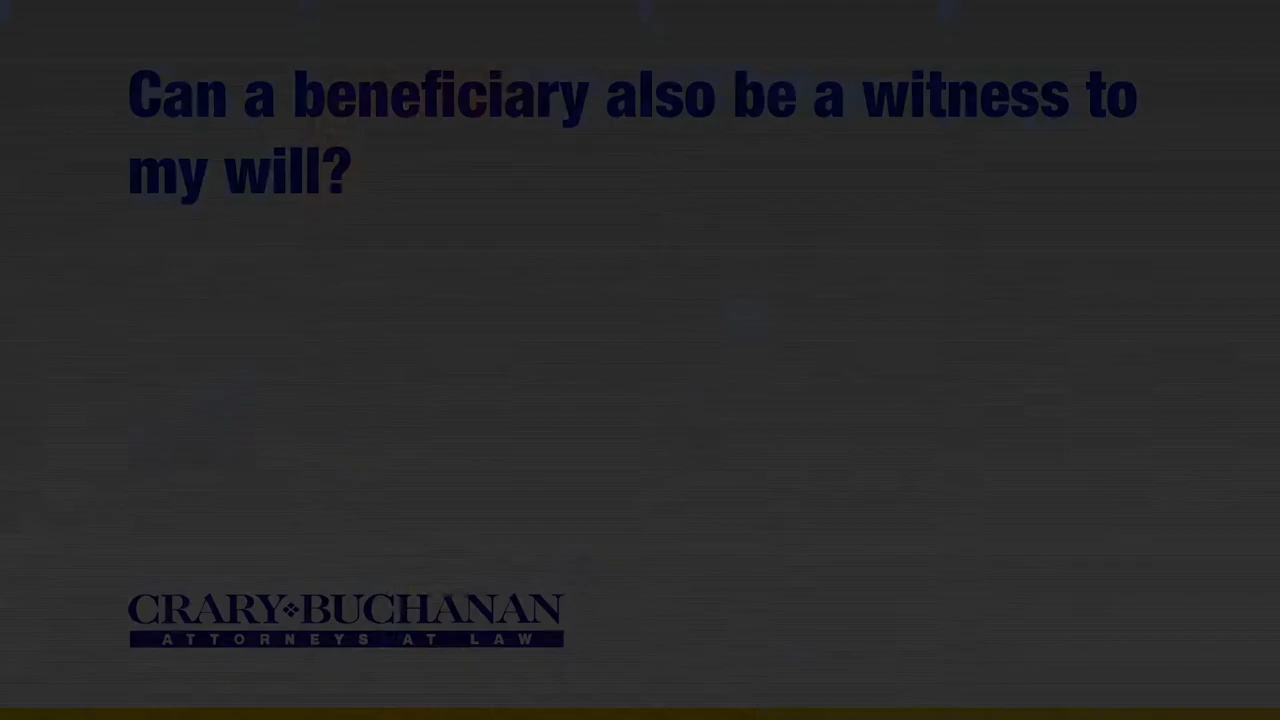 Can a beneficiary also be a witness to
my will?
CRARY BUCHANAN
ATTORNEYS AT LAW